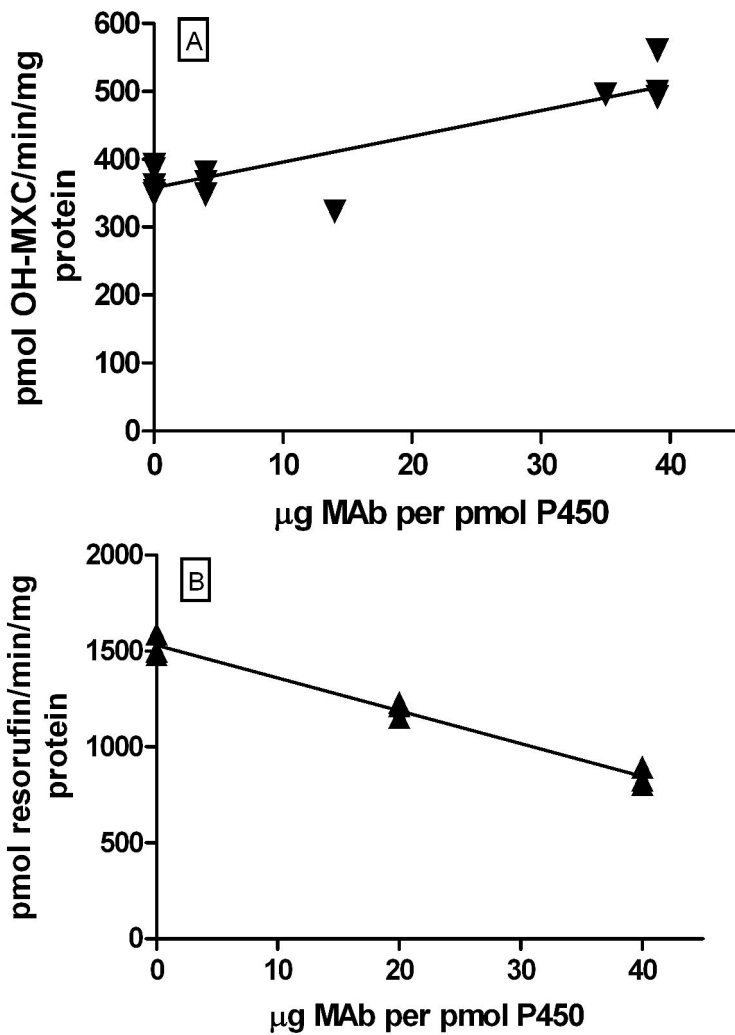 A
600
500
400
300
200
100
0
pmol OH-MXC/min/mg
protein
0 10 20 30 40
μg MAb per pmol P450
B
2000
1500
1000
500
0
pmol resorufin/min/mg
protein
0 10 20 30 40
μg MAb per pmol P450